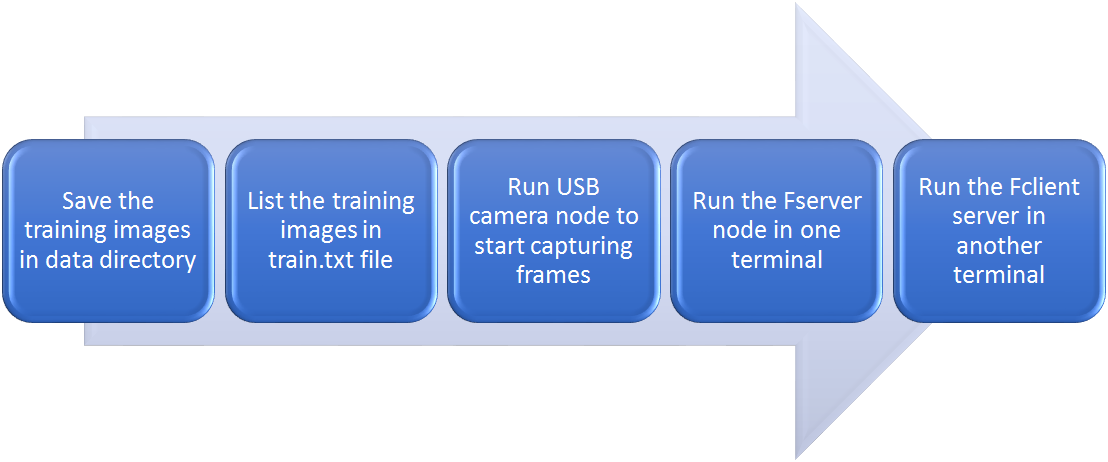 Save the
training images
in data directory
List the training
images in
train.txt file
Run USB
camera node to
start capturing
frames
Run the Fserver
node in one
terminal
Run the Fclient
server in
another
terminal